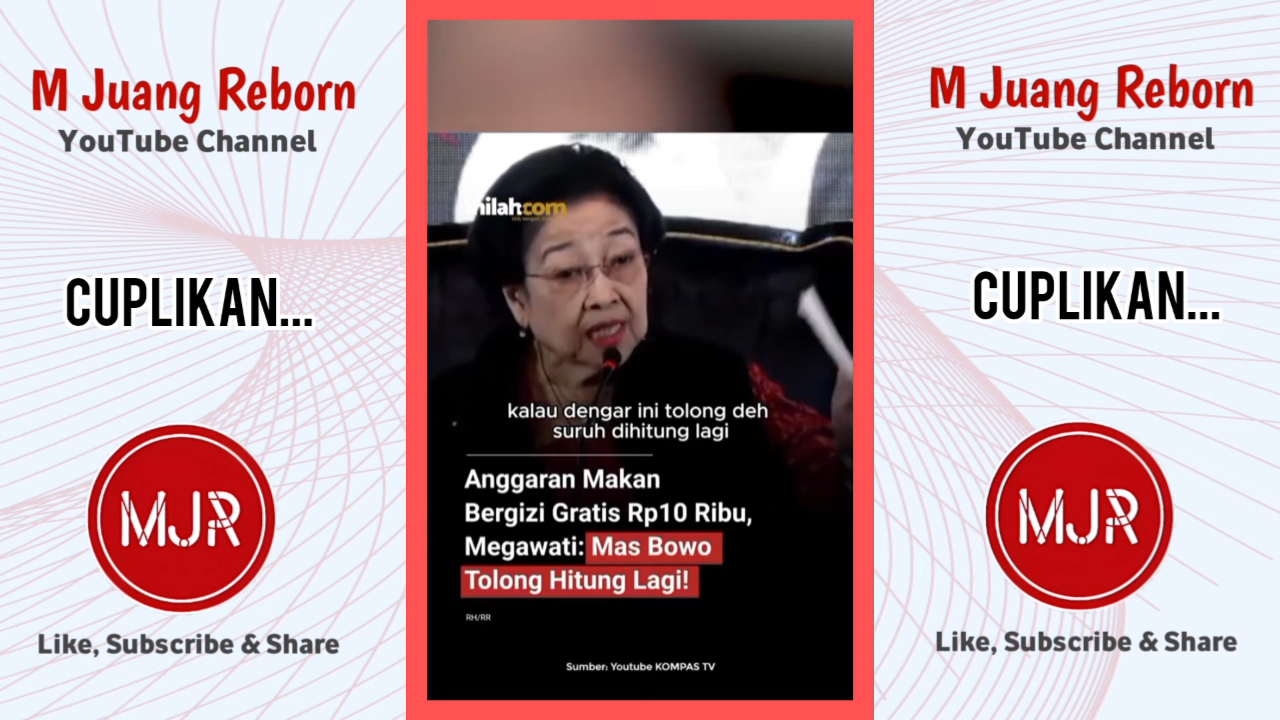 M Juang Reborn
YouTube Channel
CUPLIKAN...
MJR
Like, Subscribe & Share
nilah.com
kalau dengar ini tolong deh
suruh dihitung lagi
Anggaran Makan
Bergizi Gratis Rp10 Ribu,
Megawati: Mas Bowo
Tolong Hitung Lagi!
RH/RR
Sumber: Youtube KOMPAS TV
M Juang Reborn
YouTube Channel
CUPLIKAN...
MJR
Like, Subscribe & Share